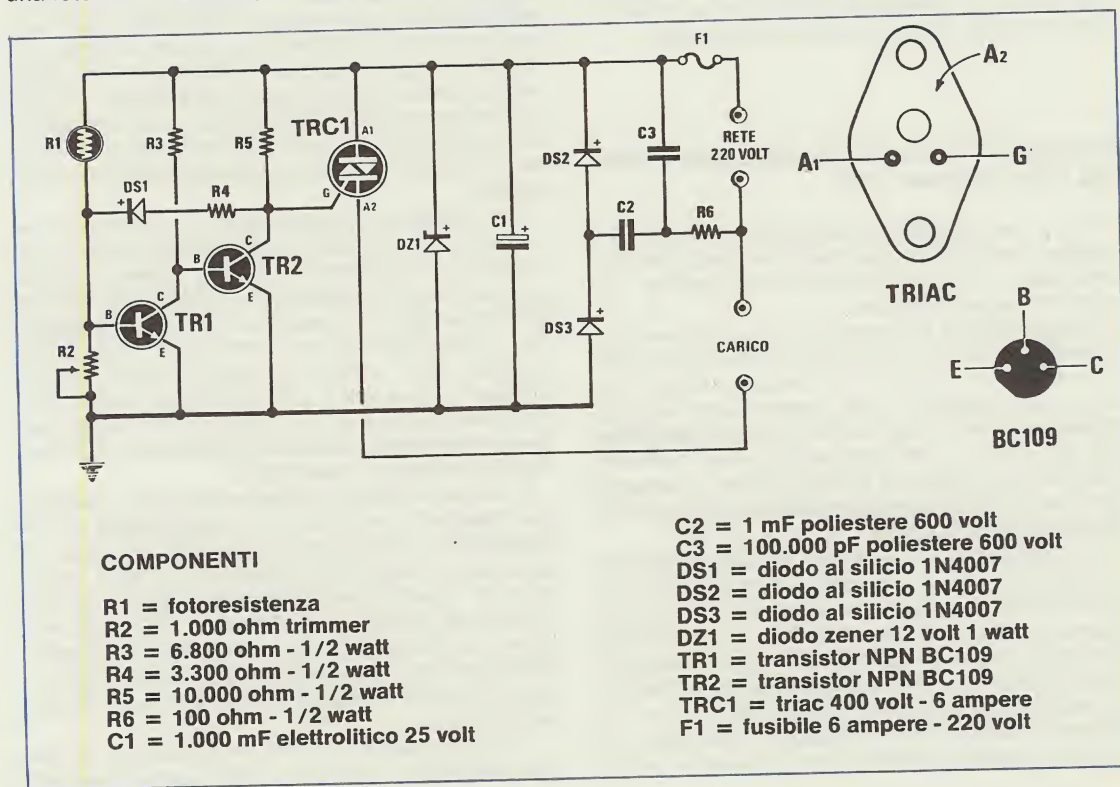 F1
A2
R1
R3
R5
TRC1
A1
C3
RETE
220 VOLT
DS2
A1
G
DS1
+
R4
G
A2
C1
+
DZ1
+
C2
R6
C
B
TR2
E
TRIAC
C
B
TR1
E
DS3
+
CARICO
R2
B
E
C
BC109
COMPONENTI
R1 = fotoresistenza
R2 = 1.000 ohm trimmer
R3 = 6.800 ohm - 1/2 watt
R4 = 3.300 ohm - 1/2 watt
R5 = 10.000 ohm - 1/2 watt
R6 = 100 ohm - 1/2 watt
C1 = 1.000 mF elettrolitico 25 volt
C2 = 1 mF poliestere 600 volt
C3 = 100.000 pF poliestere 600 volt
DS1 = diodo al silicio 1N4007
DS2 = diodo al silicio 1N4007
DS3 = diodo al silicio 1N4007
DZ1 = diodo zener 12 volt 1 watt
TR1 = transistor NPN BC109
TR2 = transistor NPN BC109
TRC1 = triac 400 volt - 6 ampere
F1 = fusibile 6 ampere - 220 volt